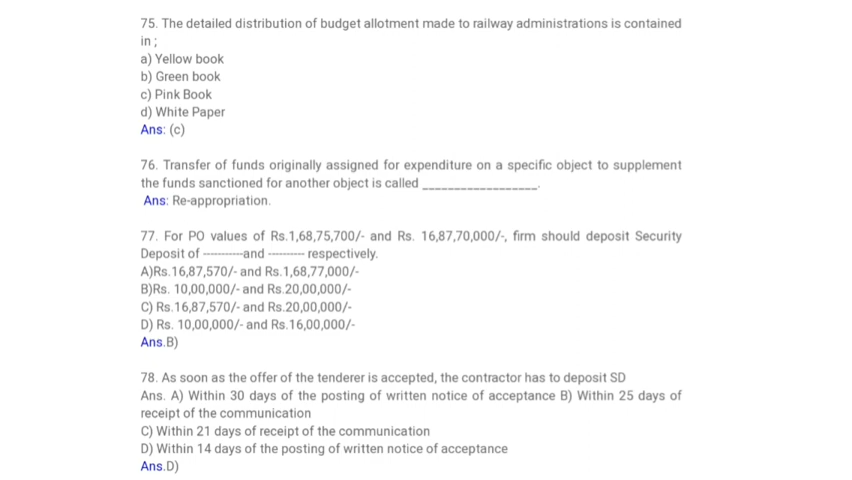 75. The detailed distribution of budget allotment made to railway administrations is contained
in ;
a) Yellow book
b) Green book
c) Pink Book
d) White Paper
Ans: (c)
76. Transfer of funds originally assigned for expenditure on a specific object to supplement
the funds sanctioned for another object is called __________________.
Ans: Re-appropriation.
77. For PO values of Rs.1,68,75,700/- and Rs. 16,87,70,000/-, firm should deposit Security
Deposit of -----------and ---------- respectively.
A)Rs.16,87,570/- and Rs.1,68,77,000/-
B)Rs. 10,00,000/- and Rs.20,00,000/-
C) Rs.16,87,570/- and Rs.20,00,000/-
D) Rs. 10,00,000/- and Rs.16,00,000/-
Ans.B)
78. As soon as the offer of the tenderer is accepted, the contractor has to deposit SD
Ans. A) Within 30 days of the posting of written notice of acceptance B) Within 25 days of
receipt of the communication
C) Within 21 days of receipt of the communication
D) Within 14 days of the posting of written notice of acceptance
Ans.D)